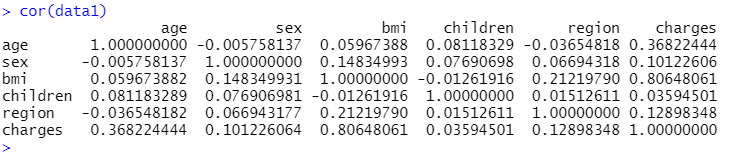 > cor(data1)
age sex bmi children region charges
age 1.000000000 -0.005758137 0.05967388 0.08118329 -0.03654818 0.36822444
sex -0.005758137 1.000000000 0.14834993 0.07690698 0.06694318 0.10122606
bmi 0.059673882 0.148349931 1.00000000 -0.01261916 0.21219790 0.80648061
children 0.081183289 0.076906981 -0.01261916 1.00000000 0.01512611 0.03594501
region -0.036548182 0.066943177 0.21219790 0.01512611 1.00000000 0.12898348
charges 0.368224444 0.101226064 0.80648061 0.03594501 0.12898348 1.00000000
>